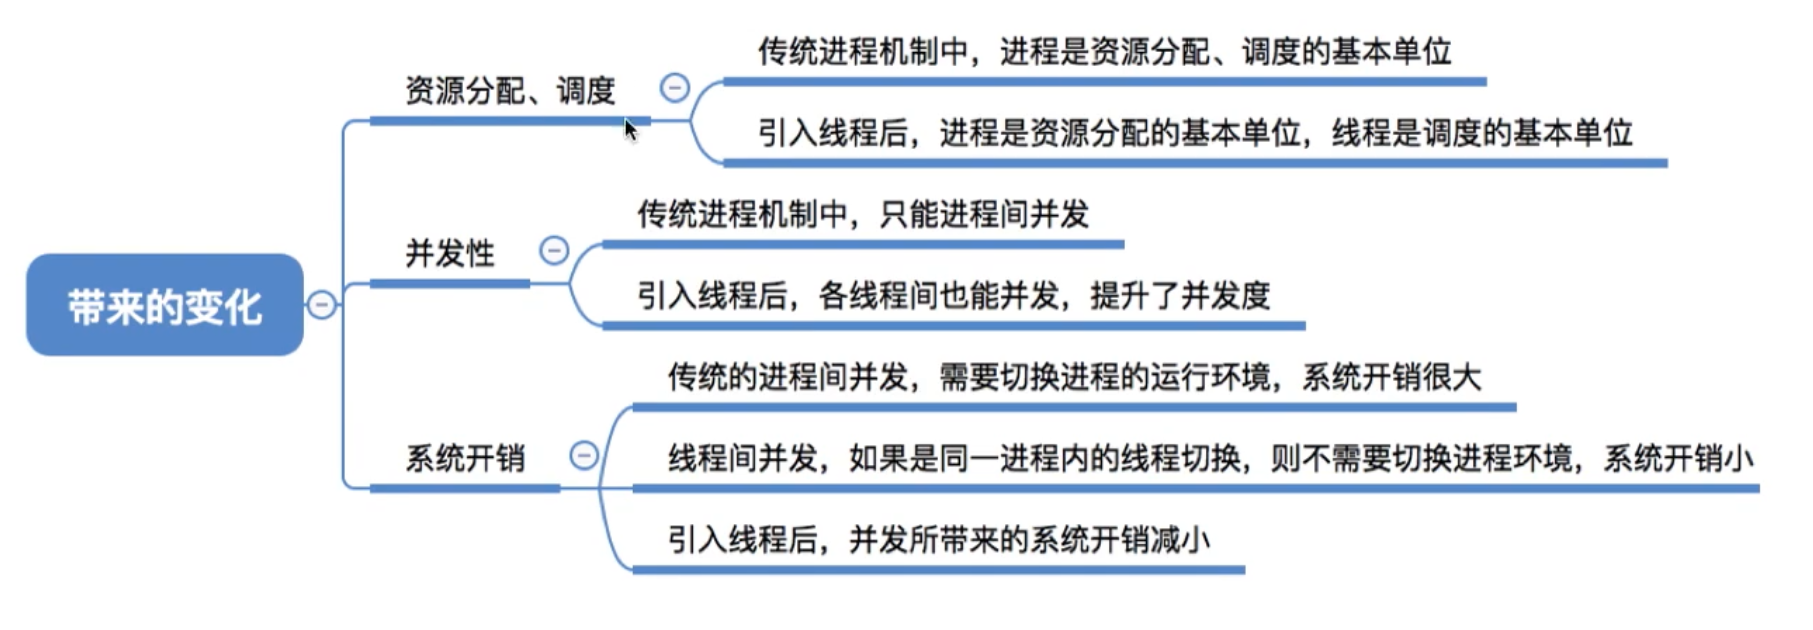 带来的变化
资源分配、调度
传统进程机制中，进程是资源分配、调度的基本单位
引入线程后，进程是资源分配的基本单位，线程是调度的基本单位
并发性
传统进程机制中，只能进程间并发
引入线程后，各线程间也能并发，提升了并发度
系统开销
传统的进程间并发，需要切换进程的运行环境，系统开销很大
线程间并发，如果是同一进程内的线程切换，则不需要切换进程环境，系统开销小
引入线程后，并发所带来的系统开销减小